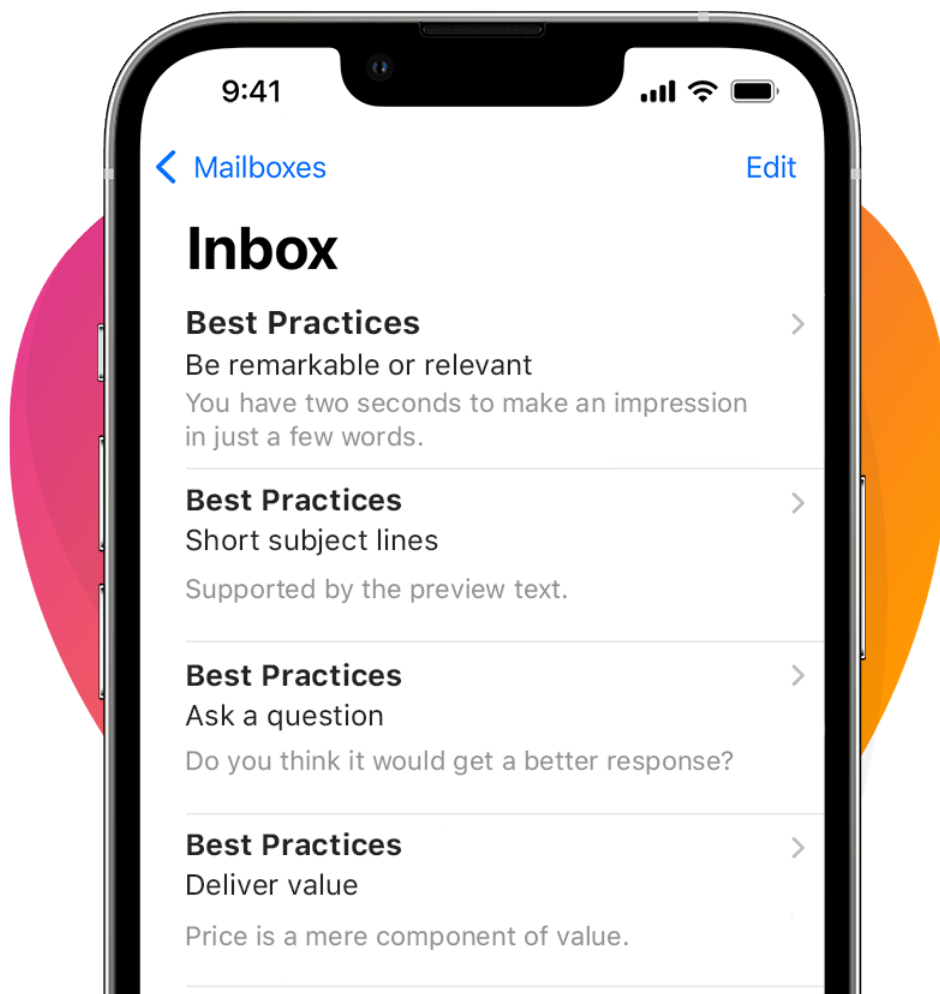 9:41
Mailboxes
Edit
Inbox
Best Practices
Be remarkable or relevant
You have two seconds to make an impression
in just a few words.
Best Practices
Short subject lines
Supported by the preview text.
Best Practices
Ask a question
Do you think it would get a better response?
Best Practices
Deliver value
Price is a mere component of value.